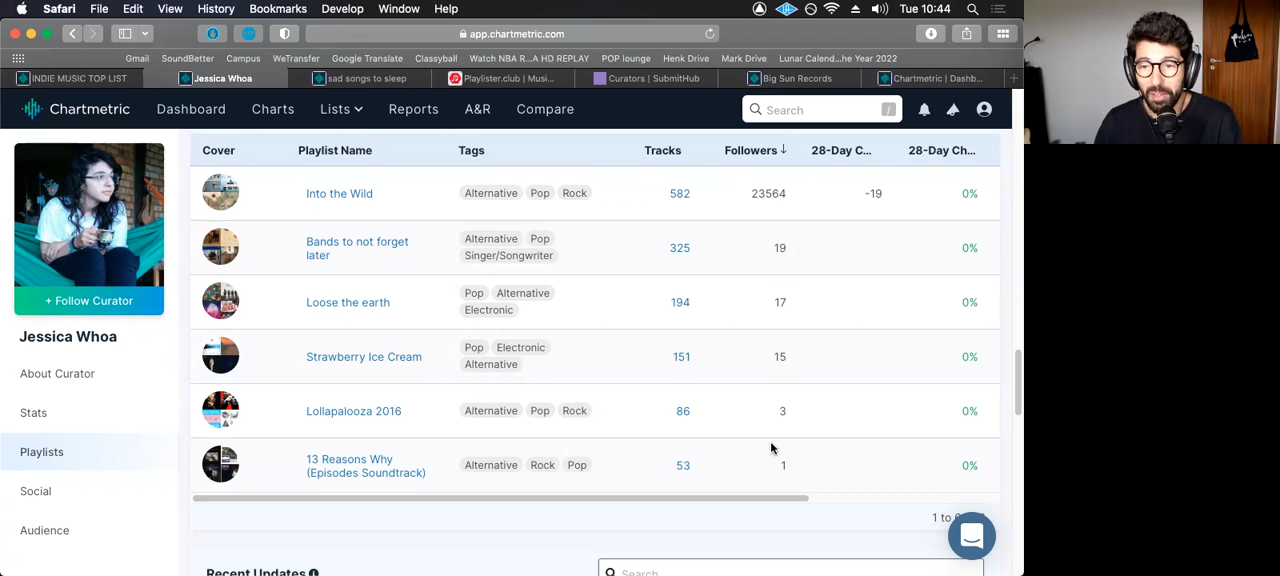 Safari File Edit View History Bookmarks Develop Window Help Tue 10:44
app.chartmetric.com
Gmail SoundBetter Campus WeTransfer Google Translate Classyball Watch NBA R...A HD REPLAY POP lounge Henk Drive Mark Drive Lunar Calend...he Year 2022
INDIE MUSIC TOP LIST Jessica Whoa sad songs to sleep Playlister.club | Musi... Curators | SubmitHub Big Sun Records Chartmetric | Dashb...
Chartmetric Dashboard Charts Lists Reports A&R Compare Search /
Cover Playlist Name Tags Tracks Followers ↓ 28-Day C... 28-Day Ch...
Into the Wild Alternative Pop Rock 582 23564 -19 0%
Bands to not forget later Alternative Pop Singer/Songwriter 325 19 0%
Loose the earth Pop Alternative Electronic 194 17 0%
Strawberry Ice Cream Pop Electronic Alternative 151 15 0%
Lollapalooza 2016 Alternative Pop Rock 86 3 0%
13 Reasons Why (Episodes Soundtrack) Alternative Rock Pop 53 1 0%
+ Follow Curator
Jessica Whoa
About Curator
Stats
Playlists
Social
Audience
1 to
Recent Updates Search